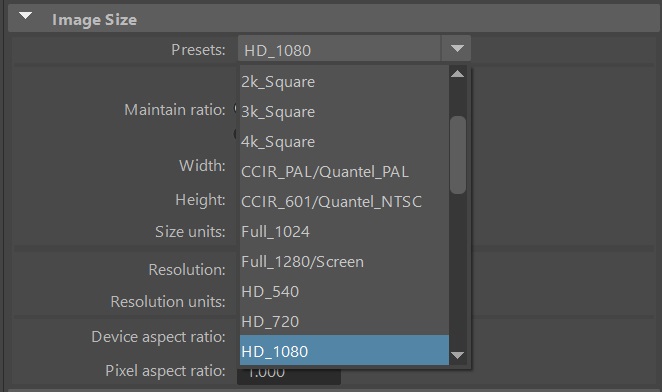 Image Size
Presets: HD_1080
2k_Square
3k_Square
Maintain ratio:
4k_Square
Width:
CCIR_PAL/Quantel_PAL
Height:
CCIR_601/Quantel_NTSC
Size units:
Full_1024
Full_1280/Screen
Resolution:
HD_540
Resolution units:
HD_720
Device aspect ratio:
HD_1080
Pixel aspect ratio: 1.000